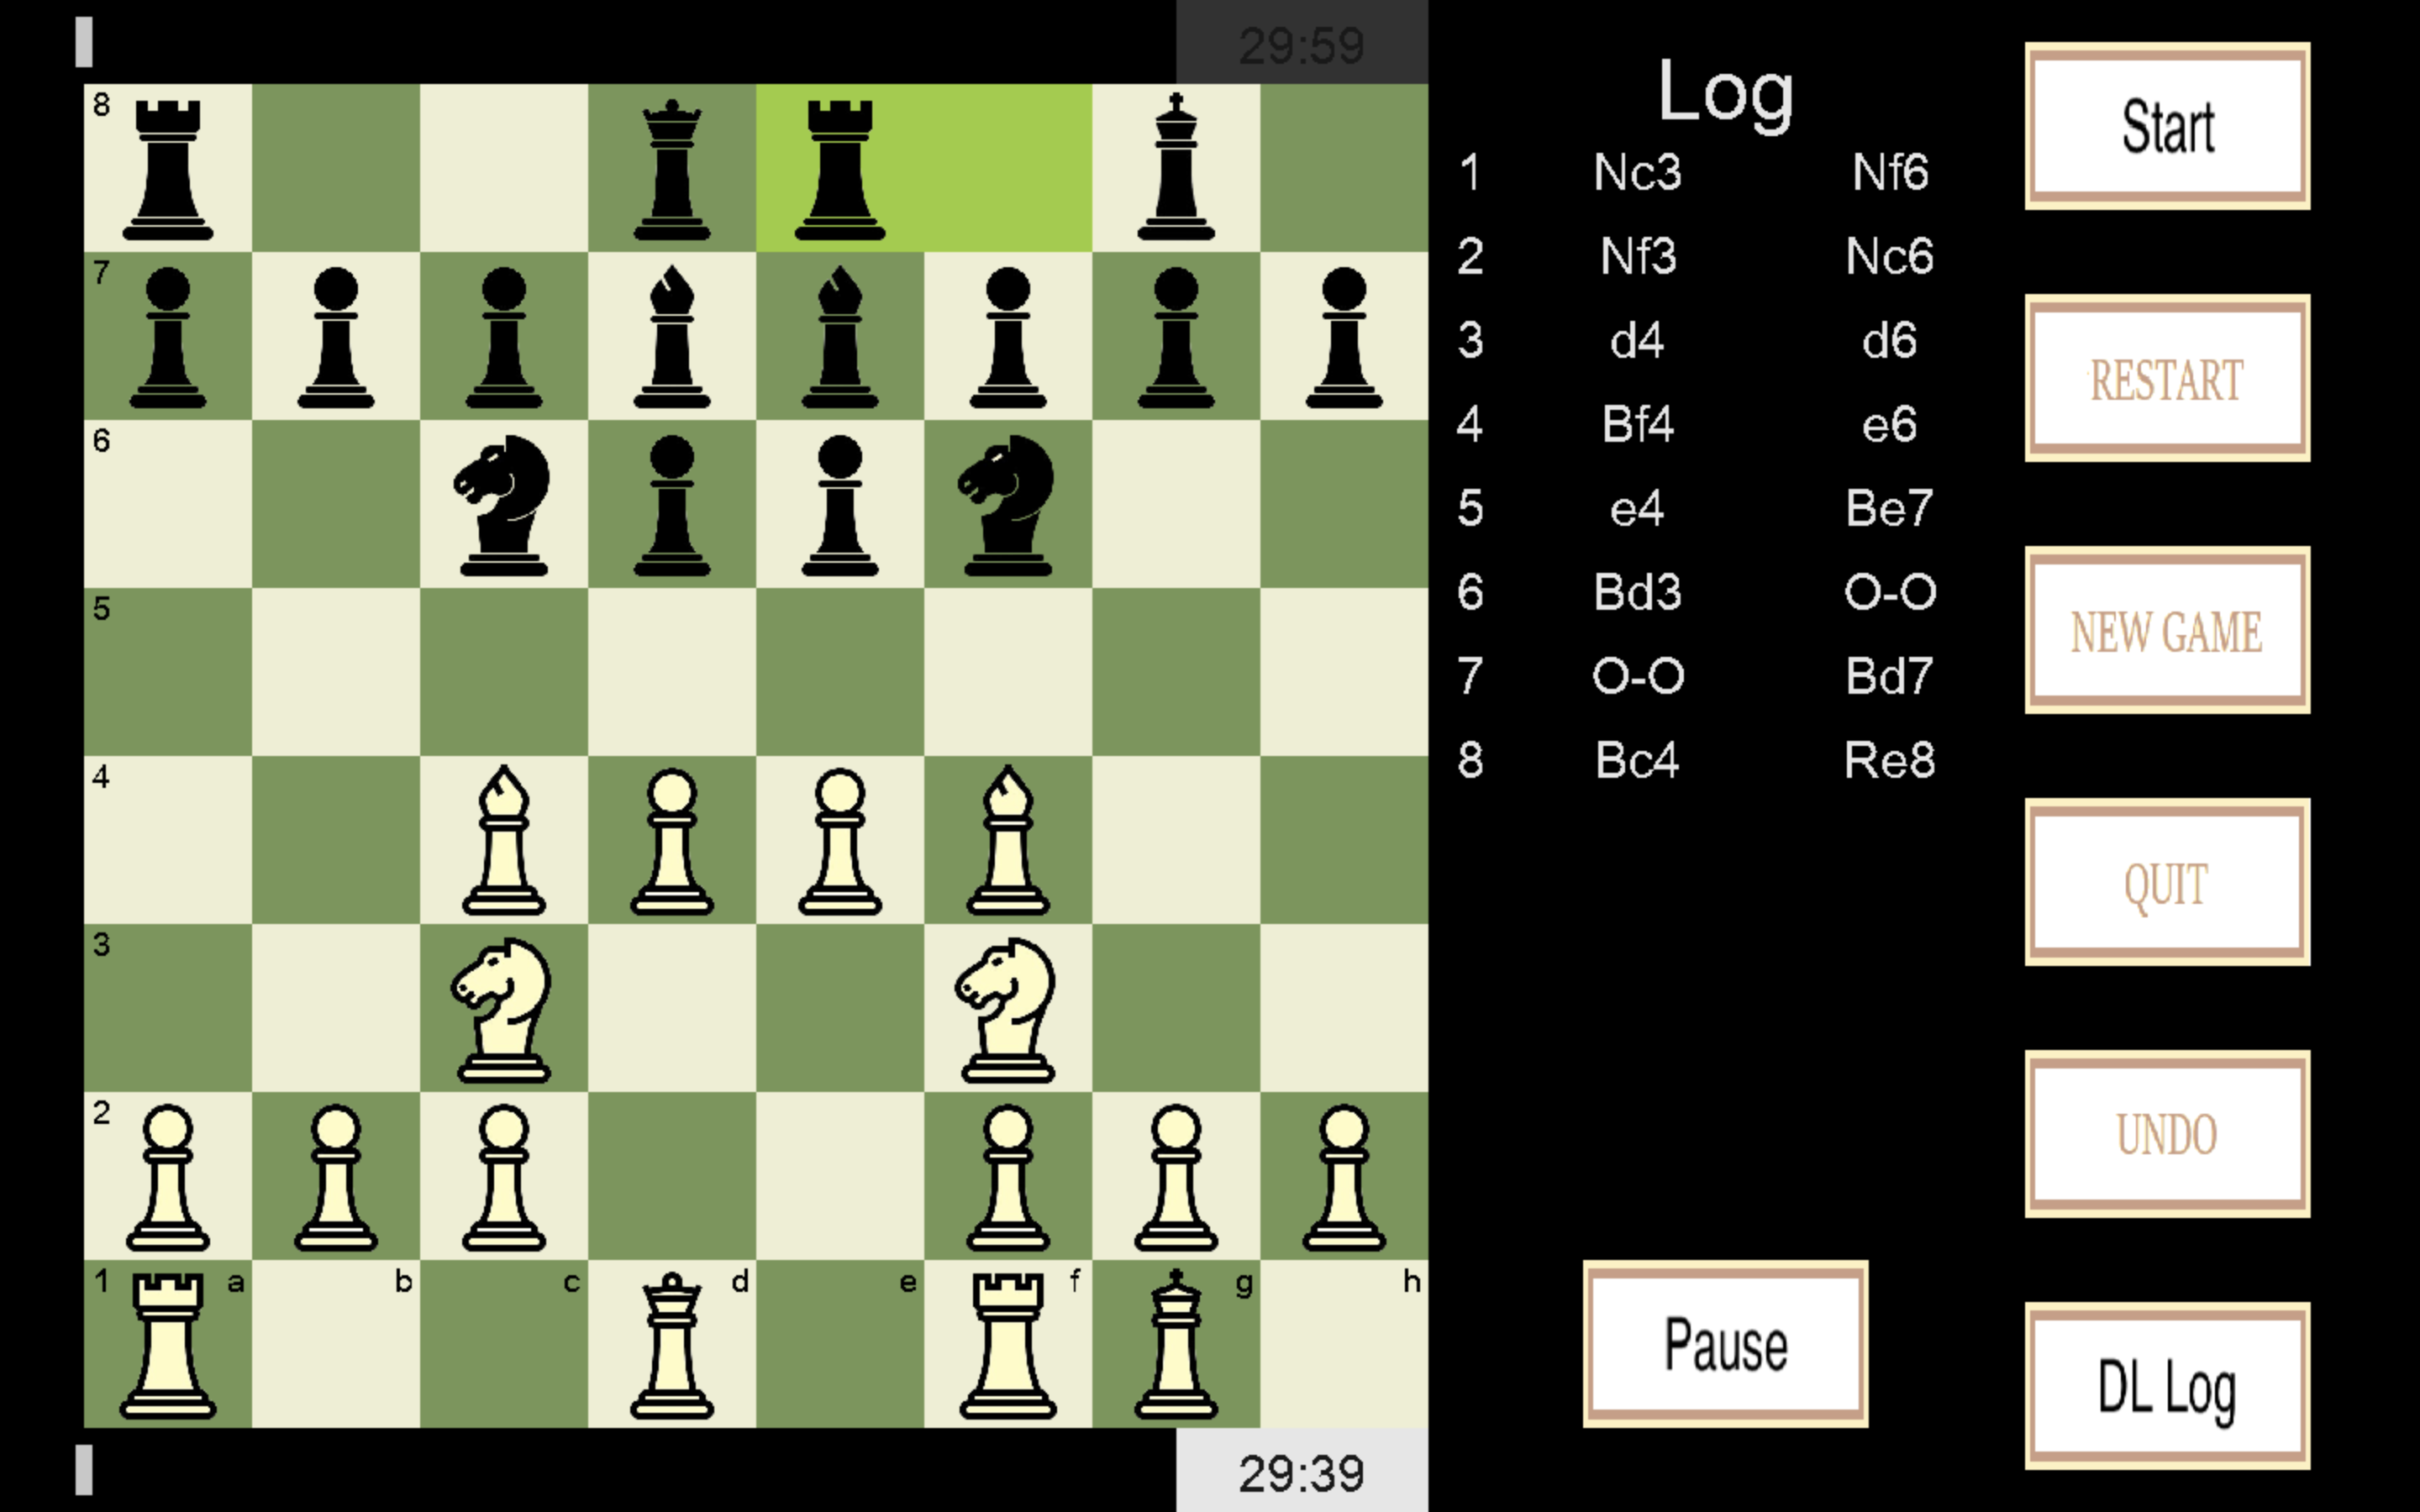 29:59
8
7
6
5
4
3
2
1 a b c d e f g h
29:39
Log
1 Nc3 Nf6
2 Nf3 Nc6
3 d4 d6
4 Bf4 e6
5 e4 Be7
6 Bd3 O-O
7 O-O Bd7
8 Bc4 Re8
Pause
Start
RESTART
NEW GAME
QUIT
UNDO
DL Log